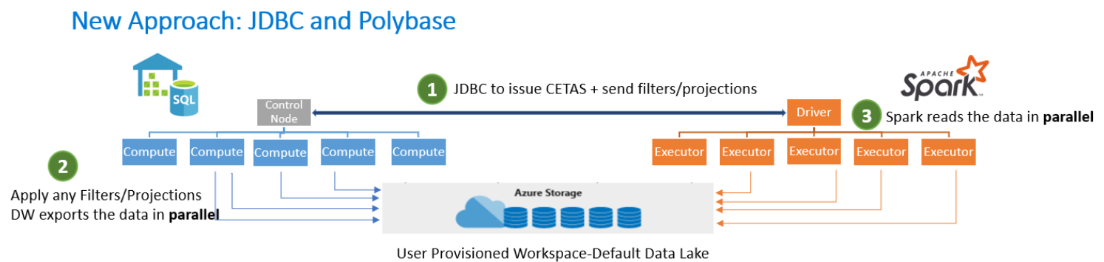 New Approach: JDBC and Polybase
SQL
1 JDBC to issue CETAS + send filters/projections
APACHE
Spark
TM
Control
Node
Driver
3 Spark reads the data in parallel
Compute Compute Compute Compute Compute
Executor Executor Executor Executor Executor
2
Apply any Filters/Projections
DW exports the data in parallel
Azure Storage
User Provisioned Workspace-Default Data Lake